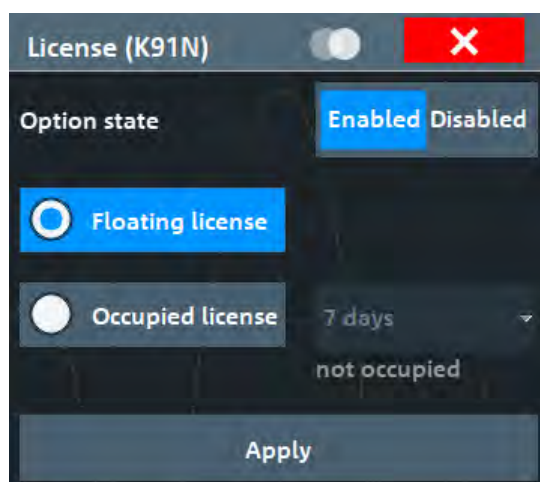 License (K91N)
Option state
Enabled Disabled
Floating license
Occupied license
7 days
not occupied
Apply